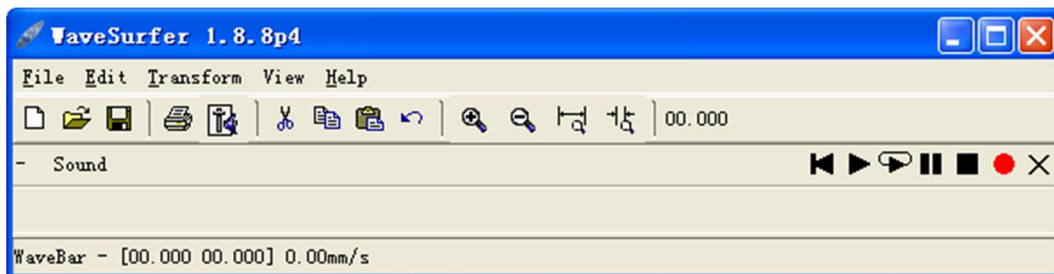 WaveSurfer 1.8.8p4
File Edit Transform View Help
00.000
- Sound
WaveBar - [00.000 00.000] 0.00mm/s